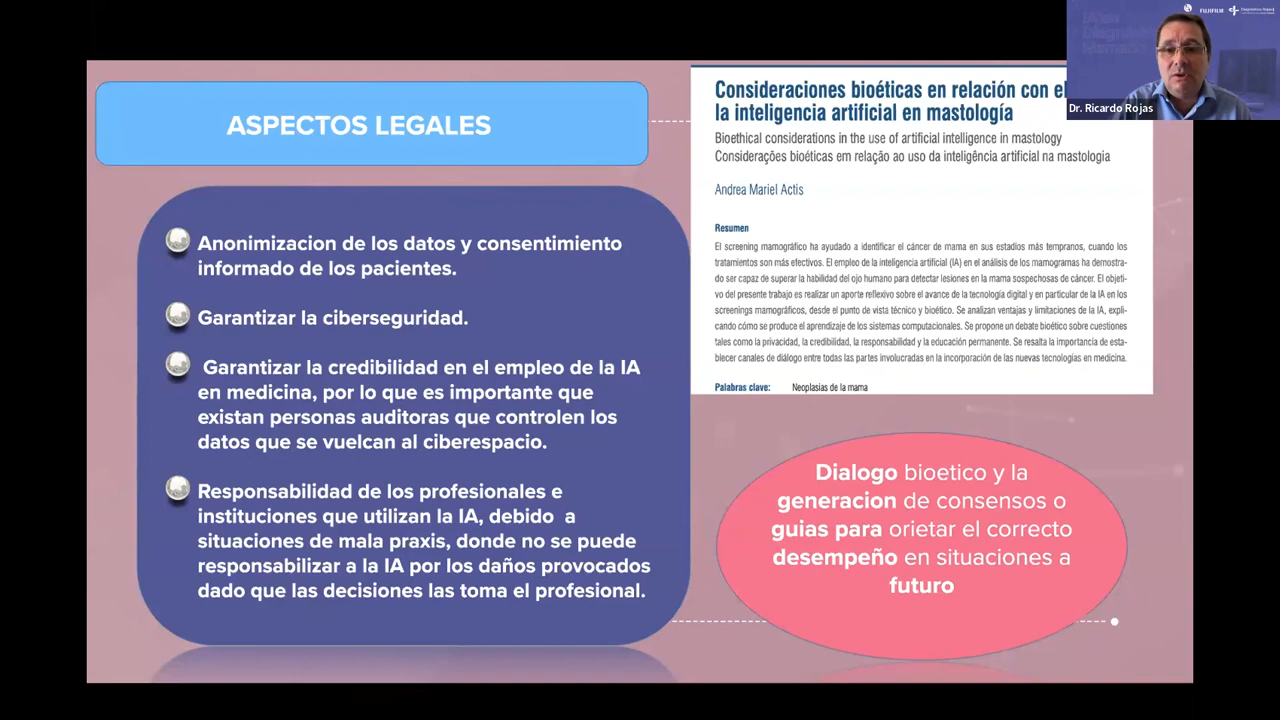 ASPECTOS LEGALES
Anonimizacion de los datos y consentimiento
informado de los pacientes.
Garantizar la ciberseguridad.
Garantizar la credibilidad en el empleo de la IA
en medicina, por lo que es importante que
existan personas auditoras que controlen los
datos que se vuelcan al ciberespacio.
Responsabilidad de los profesionales e
instituciones que utilizan la IA, debido a
situaciones de mala praxis, donde no se puede
responsabilizar a la IA por los daños provocados
dado que las decisiones las toma el profesional.
Consideraciones bioéticas en relación con el
la inteligencia artificial en mastología
Bioethical considerations in the use of artificial intelligence in mastology
Considerações bioéticas em relação ao uso da inteligência artificial na mastologia
Andrea Mariel Actis
Resumen
El screening mamográfico ha ayudado a identificar el cáncer de mama en sus estadios más tempranos, cuando los
tratamientos son más efectivos. El empleo de la inteligencia artificial (IA) en el análisis de los mamogramas ha demostra-
do ser capaz de superar la habilidad del ojo humano para detectar lesiones en la mama sospechosas de cáncer. El objeti-
vo del presente trabajo es realizar un aporte reflexivo sobre el avance de la tecnología digital y en particular de la IA en los
screenings mamográficos, desde el punto de vista técnico y bioético. Se analizan ventajas y limitaciones de la IA, expli-
cando cómo se produce el aprendizaje de los sistemas computacionales. Se propone un debate bioético sobre cuestiones
tales como la privacidad, la credibilidad, la responsabilidad y la educación permanente. Se resalta la importancia de esta-
blecer canales de diálogo entre todas las partes involucradas en la incorporación de las nuevas tecnologías en medicina.
Palabras clave: Neoplasias de la mama
Dialogo bioetico y la
generacion de consensos o
guias para orietar el correcto
desempeño en situaciones a
futuro
FUJIFILM
Dr. Ricardo Rojas